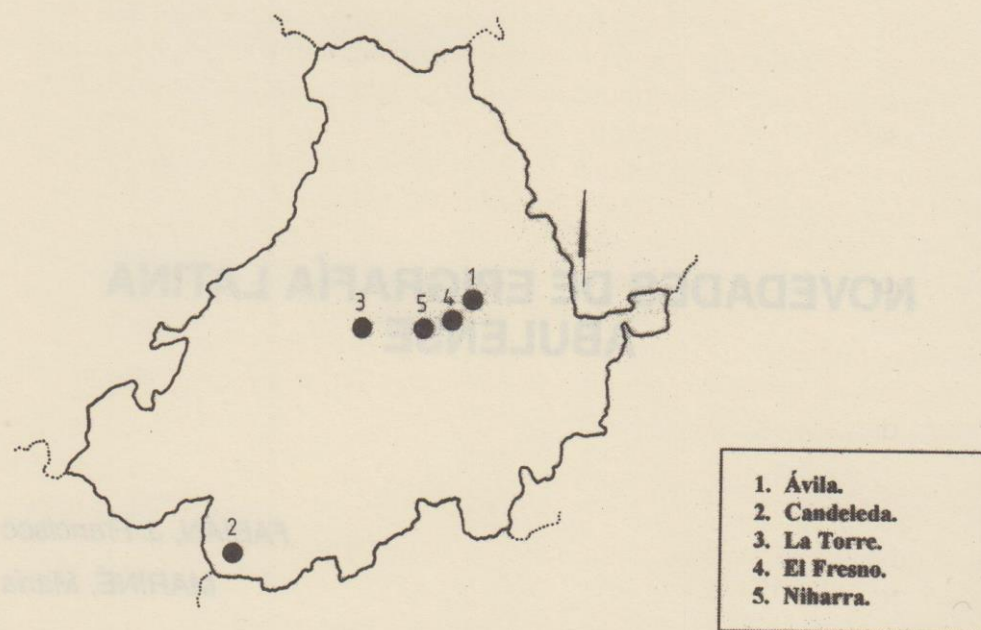 1
3
5
4
2
NOVEDADES DE EPIGRAFÍA LATINA
ABULENSE
1. Ávila.
2. Candeleda.
3. La Torre.
4. El Fresno.
5. Niharra.